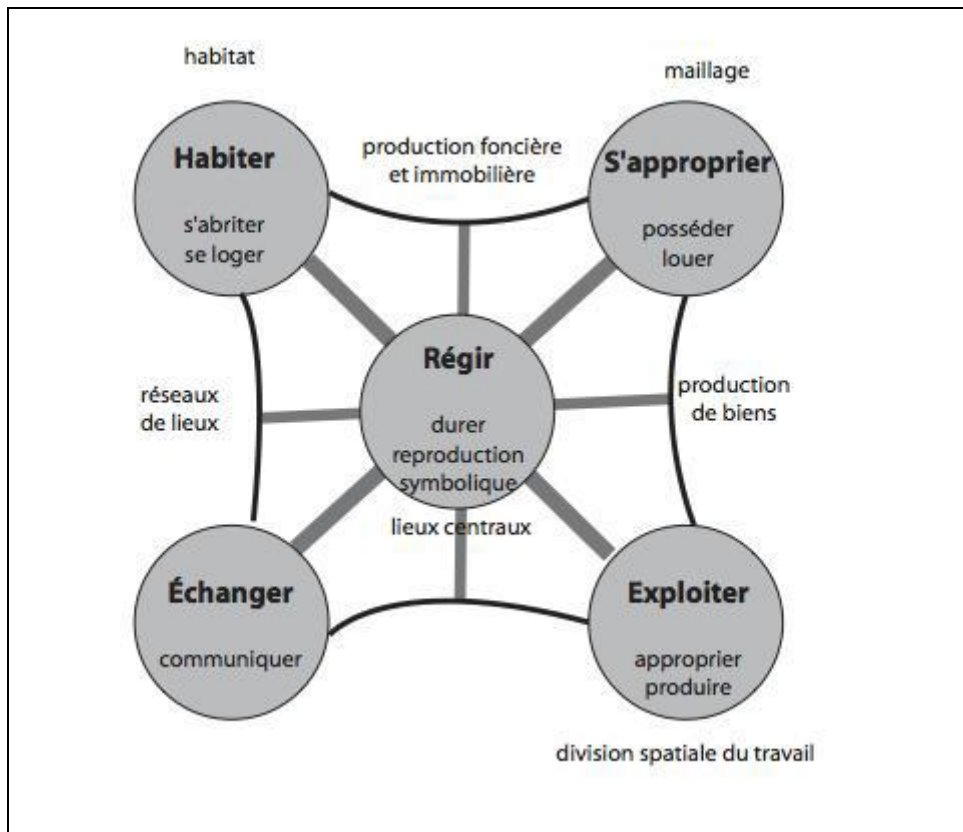 habitat
maillage
Habiter
s'abriter
se loger
production foncière
et immobilière
S'approprier
posséder
louer
Régir
durer
reproduction
symbolique
réseaux
de lieux
production
de biens
lieux centraux
Échanger
communiquer
Exploiter
approprier
produire
division spatiale du travail